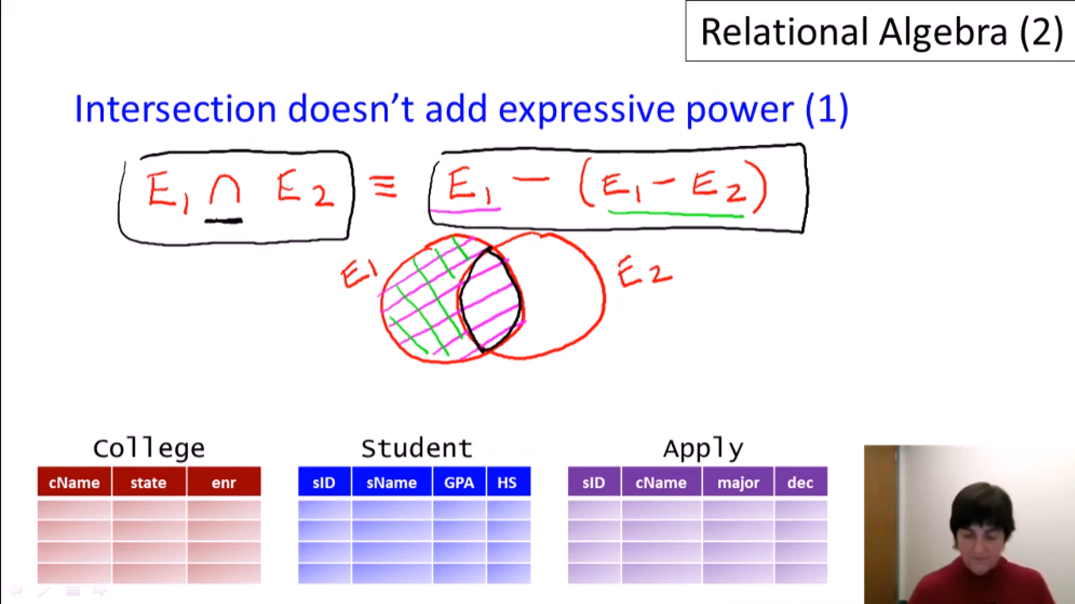 Relational Algebra (2)
Intersection doesn't add expressive power (1)
E₁ ∩ E₂ ≡ E₁ − (E₁ − E₂)
E1 E2
College Student Apply
cName state enr sID sName GPA HS sID cName major dec